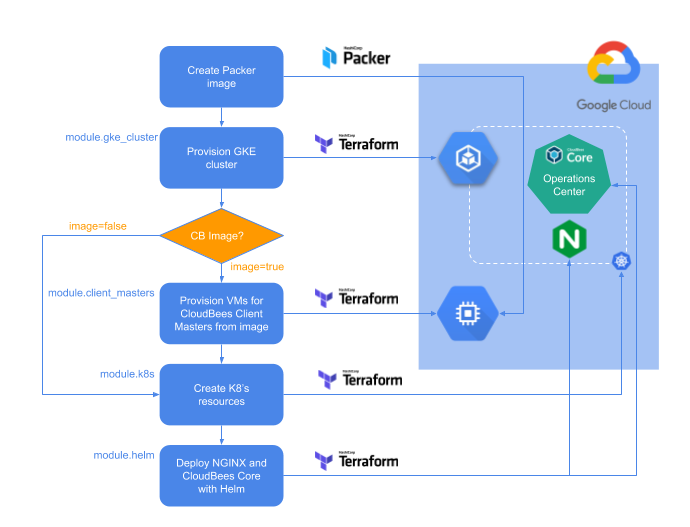 HashiCorp
Packer
Create Packer
image
Google Cloud
module.gke_cluster
HashiCorp
Terraform
Provision GKE
cluster
CloudBees
Core
Operations
Center
image=false
CB Image?
image=true
module.client_masters
Provision VMs for
CloudBees Client
Masters from image
HashiCorp
Terraform
module.k8s
Create K8's
resources
HashiCorp
Terraform
module.helm
Deploy NGINX and
CloudBees Core
with Helm
HashiCorp
Terraform